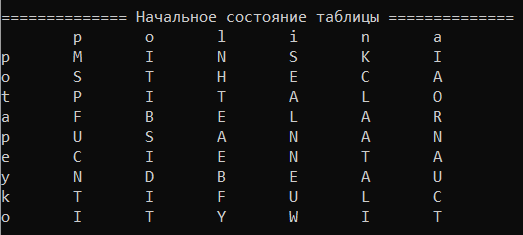 ============== Начальное состояние таблицы ==============
p o l i n a
p M I N S K I
o S T H E C A
t P I T A L O
a F B E L A R
p U S A N A N
e C I E N T A
y N D B E A U
k T I F U L C
o I T Y W I T